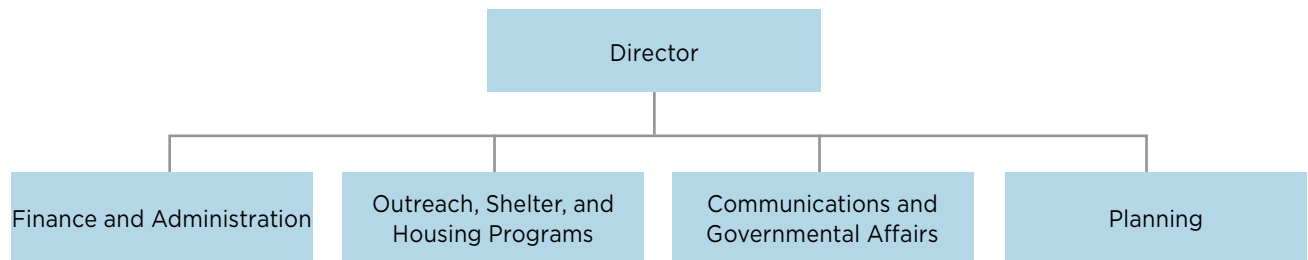 Director
Finance and Administration
Outreach, Shelter, and
Housing Programs
Communications and
Governmental Affairs
Planning